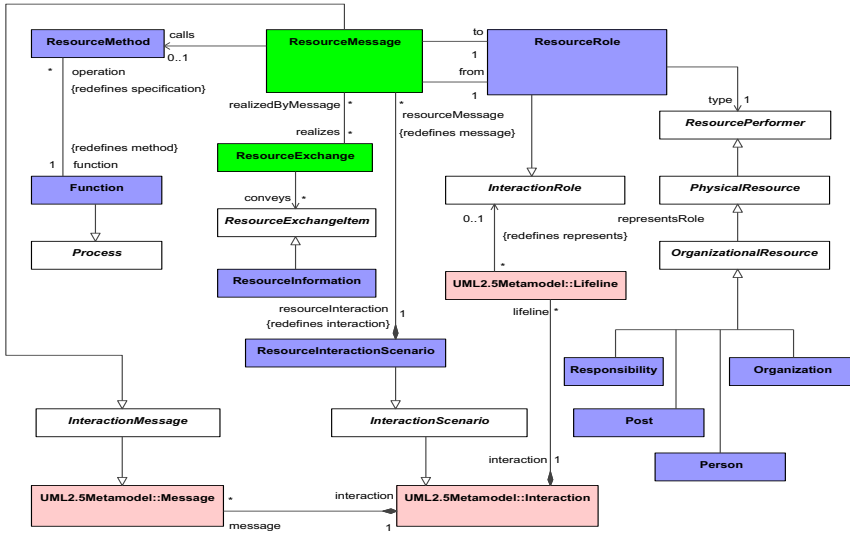 ResourceMethod
calls
0..1
ResourceMessage
to
1
from
1
ResourceRole
*
operation
{redefines specification}
{redefines method}
1
function
realizedByMessage
*
realizes
*
*
resourceMessage
{redefines message}
type
1
ResourcePerformer
ResourceExchange
Function
conveys
*
InteractionRole
PhysicalResource
ResourceExchangeItem
0..1
{redefines represents}
*
representsRole
Process
OrganizationalResource
ResourceInformation
UML2.5Metamodel::Lifeline
resourceInteraction
1
{redefines interaction}
lifeline
*
ResourceInteractionScenario
Responsibility
Organization
InteractionMessage
InteractionScenario
Post
interaction
1
Person
UML2.5Metamodel::Message
*
message
interaction
1
UML2.5Metamodel::Interaction